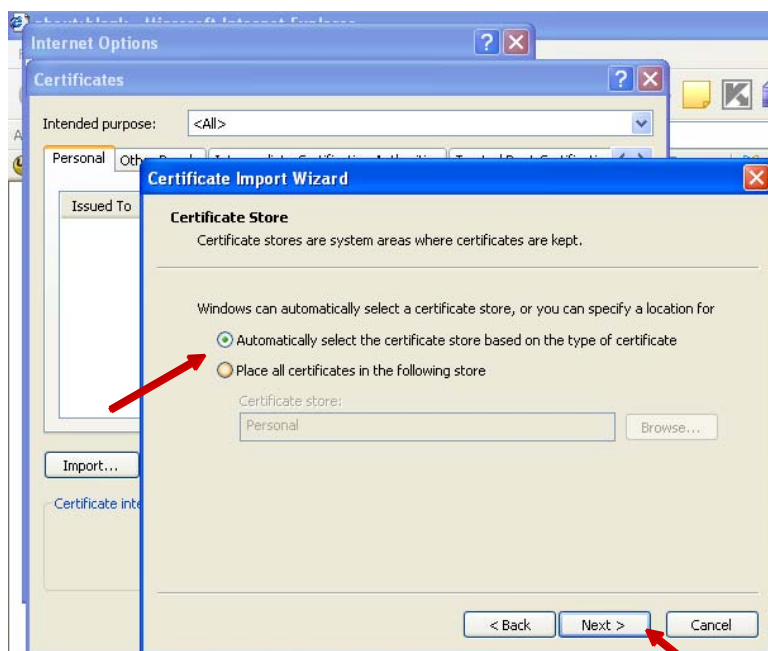 Internet Options
Certificates
Intended purpose:
<All>
Personal
Certificate Import Wizard
Issued To
Certificate Store
Certificate stores are system areas where certificates are kept.
Windows can automatically select a certificate store, or you can specify a location for
Automatically select the certificate store based on the type of certificate
Place all certificates in the following store
Certificate store:
Personal
Browse...
Import...
Certificate
< Back
Next >
Cancel